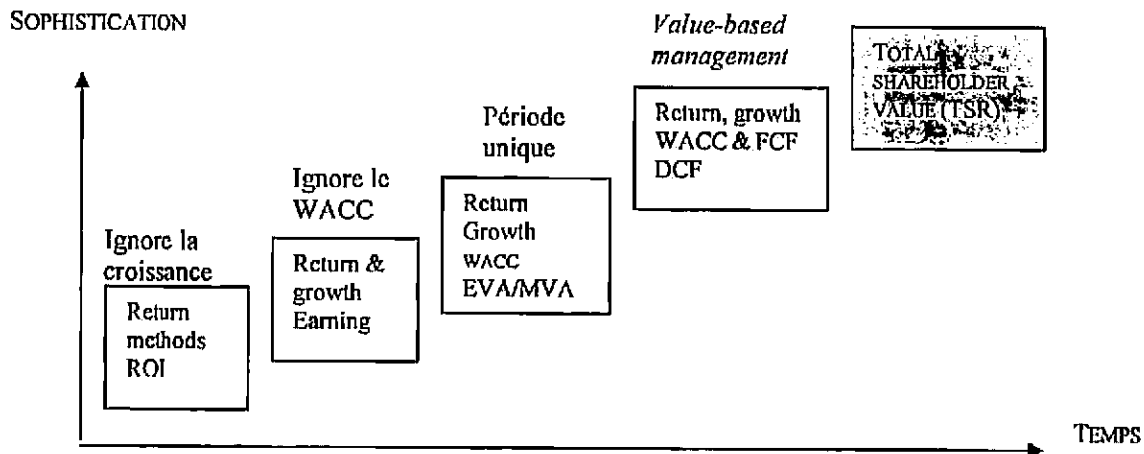 SOPHISTICATION
Value-based
management
TOTAL
SHAREHOLDER
VALUE (TSR)
Return, growth
WACC & FCF
DCF
Période
unique
Return
Growth
WACC
EVA/MVA
Ignore le
WACC
Return &
growth
Earning
Ignore la
croissance
Return
methods
ROI
TEMPS